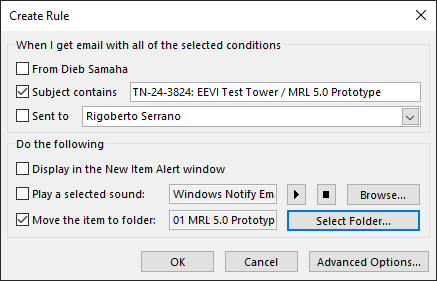 Create Rule
When I get email with all of the selected conditions
From Dieb Samaha
Subject contains TN-24-3824: EEVI Test Tower / MRL 5.0 Prototype
Sent to Rigoberto Serrano
Do the following
Display in the New Item Alert window
Play a selected sound: Windows Notify Em Browse...
Move the item to folder: 01 MRL 5.0 Prototyp Select Folder...
OK Cancel Advanced Options...